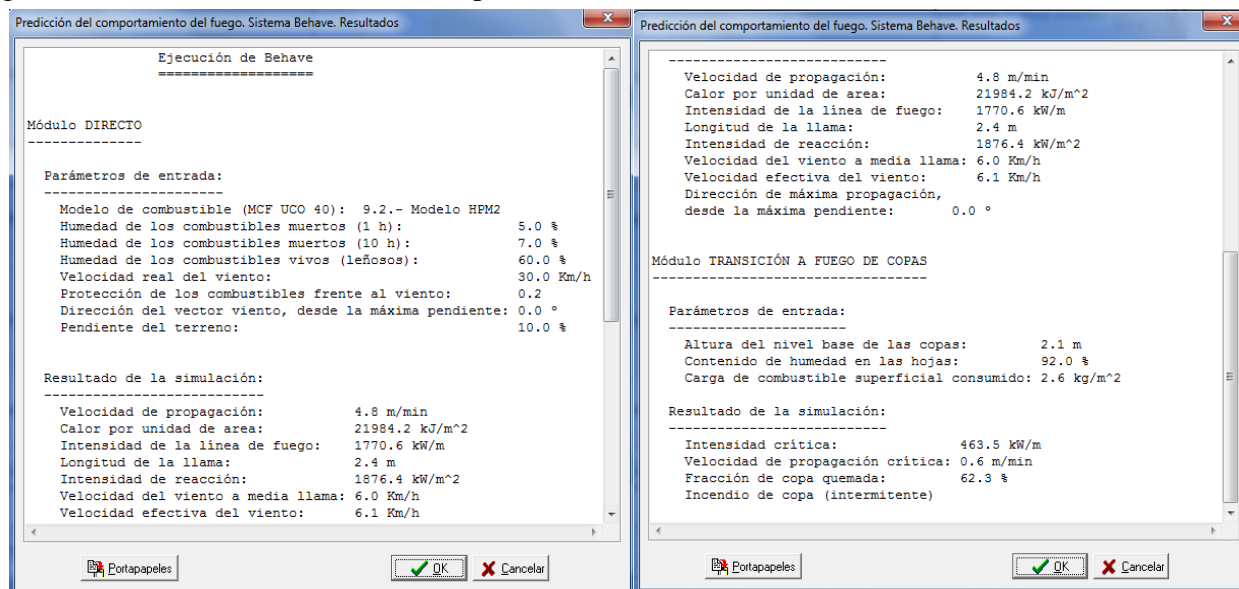 Predicción del comportamiento del fuego. Sistema Behave. Resultados
Ejecución de Behave
===================
Módulo DIRECTO
--------------
Parámetros de entrada:
----------------------
Modelo de combustible (MCF UCO 40): 9.2.- Modelo HPM2
Humedad de los combustibles muertos (1 h): 5.0 %
Humedad de los combustibles muertos (10 h): 7.0 %
Humedad de los combustibles vivos (leñosos): 60.0 %
Velocidad real del viento: 30.0 Km/h
Protección de los combustibles frente al viento: 0.2
Dirección del vector viento, desde la máxima pendiente: 0.0 º
Pendiente del terreno: 10.0 %
Resultado de la simulación:
---------------------------
Velocidad de propagación: 4.8 m/min
Calor por unidad de area: 21984.2 kJ/m^2
Intensidad de la línea de fuego: 1770.6 kW/m
Longitud de la llama: 2.4 m
Intensidad de reacción: 1876.4 kW/m^2
Velocidad del viento a media llama: 6.0 Km/h
Velocidad efectiva del viento: 6.1 Km/h
Portapapeles
OK
Cancelar
Predicción del comportamiento del fuego. Sistema Behave. Resultados
---------------------------
Velocidad de propagación: 4.8 m/min
Calor por unidad de area: 21984.2 kJ/m^2
Intensidad de la línea de fuego: 1770.6 kW/m
Longitud de la llama: 2.4 m
Intensidad de reacción: 1876.4 kW/m^2
Velocidad del viento a media llama: 6.0 Km/h
Velocidad efectiva del viento: 6.1 Km/h
Dirección de máxima propagación,
desde la máxima pendiente: 0.0 º
Módulo TRANSICIÓN A FUEGO DE COPAS
----------------------------------
Parámetros de entrada:
----------------------
Altura del nivel base de las copas: 2.1 m
Contenido de humedad en las hojas: 92.0 %
Carga de combustible superficial consumido: 2.6 kg/m^2
Resultado de la simulación:
---------------------------
Intensidad crítica: 463.5 kW/m
Velocidad de propagación crítica: 0.6 m/min
Fracción de copa quemada: 62.3 %
Incendio de copa (intermitente)
Portapapeles
OK
Cancelar